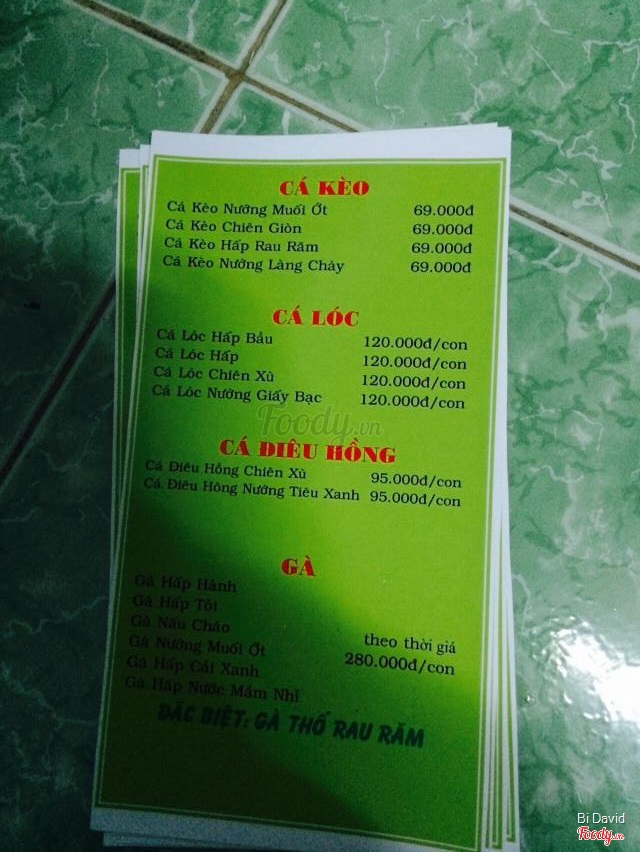 CÁ KÈO
Cá Kèo Nướng Muối Ớt 69.000đ
Cá Kèo Chiên Giòn 69.000đ
Cá Kèo Hấp Rau Răm 69.000đ
Cá Kèo Nướng Làng Chày 69.000đ
CÁ LÓC
Cá Lóc Hấp Bầu 120.000đ/con
Cá Lóc Hấp 120.000đ/con
Cá Lóc Chiên Xù 120.000đ/con
Cá Lóc Nướng Giấy Bạc 120.000đ/con
Foody.vn
CÁ ĐIÊU HỒNG
Cá Điêu Hồng Chiên Xù 95.000đ/con
Cá Điêu Hông Nướng Tiêu Xanh 95.000đ/con
GÀ
Gà Hấp Hành
Gà Hấp Tỏi
Gà Nấu Cháo
theo thời giá
Gà Nướng Muối Ớt 280.000đ/con
Gà Hấp Cải Xanh
Gà Hấp Nước Mắm Nhĩ
ĐẶC BIỆT: GÀ THỐ RAU RĂM
Bi David
Foody.vn